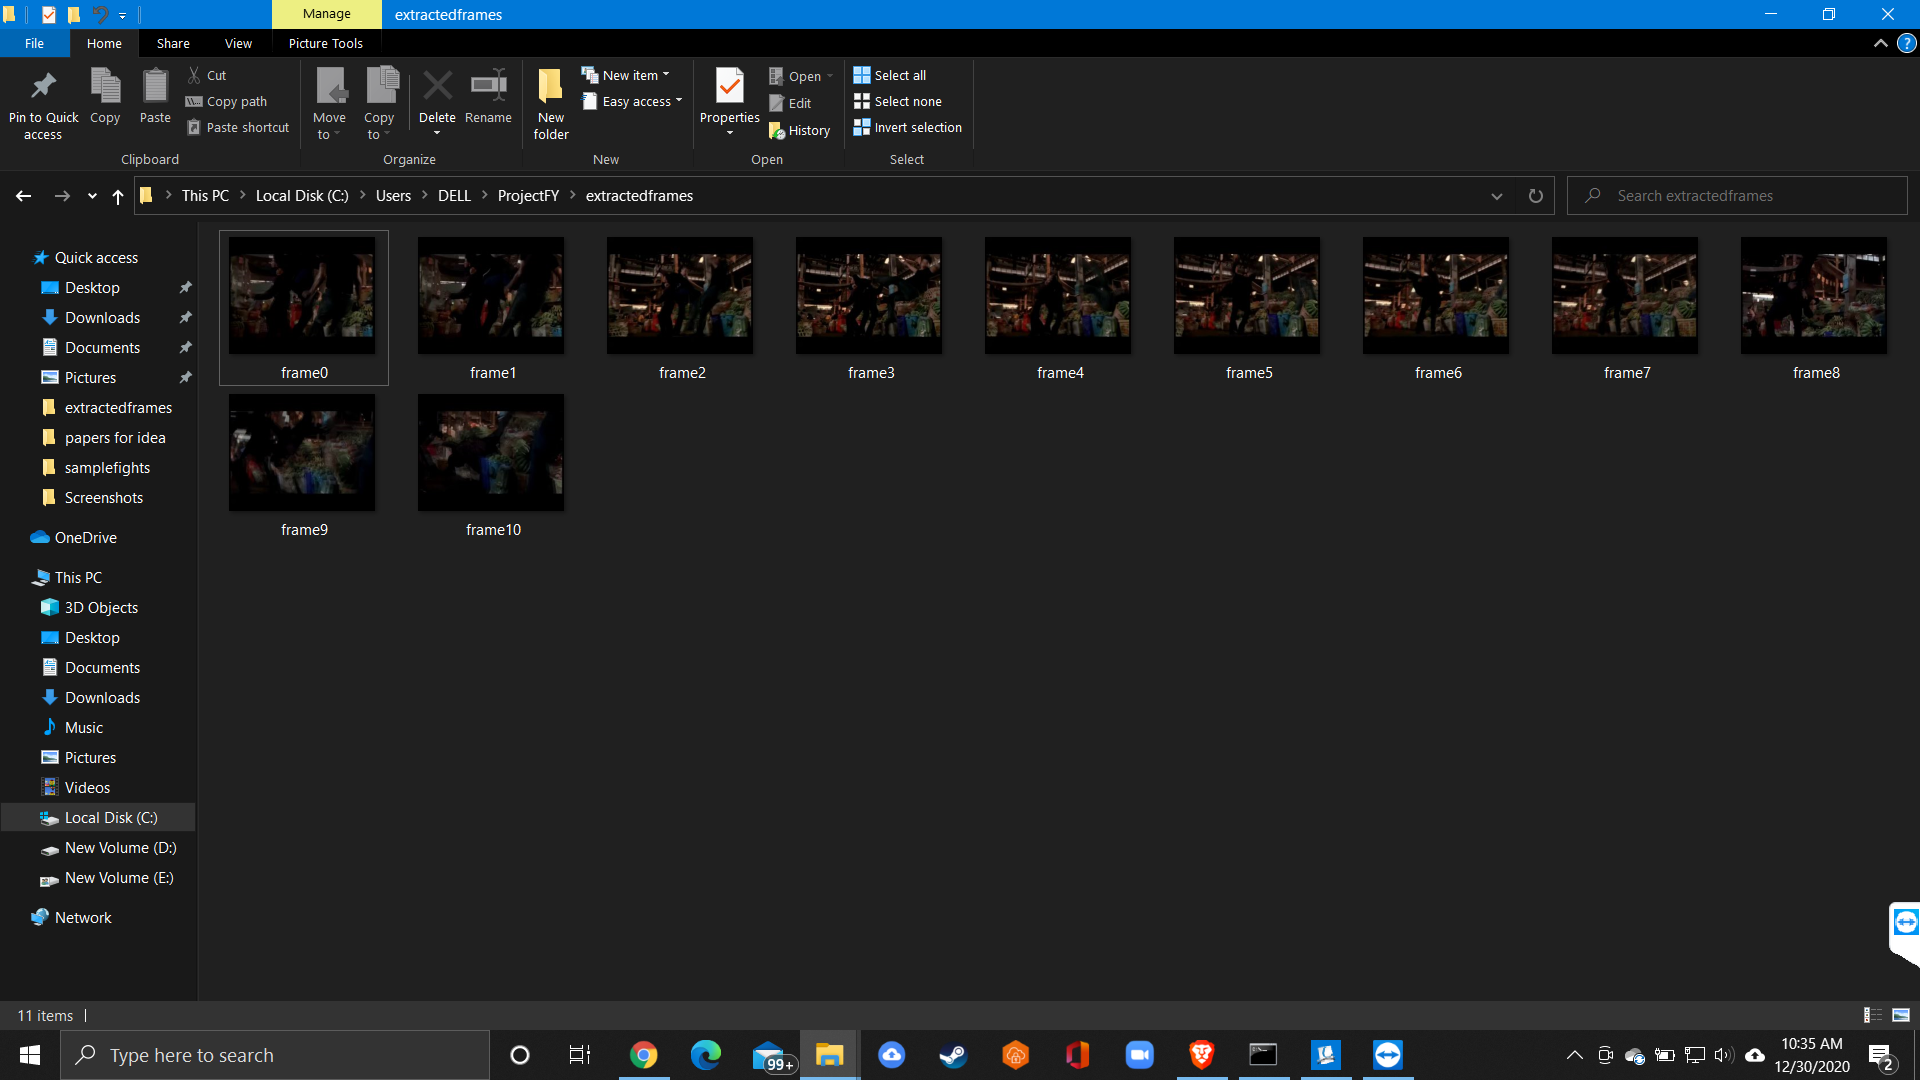 Manage
extractedframes
File
Home
Share
View
Picture Tools
Pin to Quick access
Copy
Paste
Cut
Copy path
Paste shortcut
Clipboard
Move to
Copy to
Delete
Rename
Organize
New folder
New item
Easy access
New
Properties
Open
Edit
History
Open
Select all
Select none
Invert selection
Select
This PC
Local Disk (C:)
Users
DELL
ProjectFY
extractedframes
Search extractedframes
Quick access
Desktop
Downloads
Documents
Pictures
extractedframes
papers for idea
samplefights
Screenshots
OneDrive
This PC
3D Objects
Desktop
Documents
Downloads
Music
Pictures
Videos
Local Disk (C:)
New Volume (D:)
New Volume (E:)
Network
frame0
frame1
frame2
frame3
frame4
frame5
frame6
frame7
frame8
frame9
frame10
11 items
Type here to search
99+
10:35 AM
12/30/2020
2